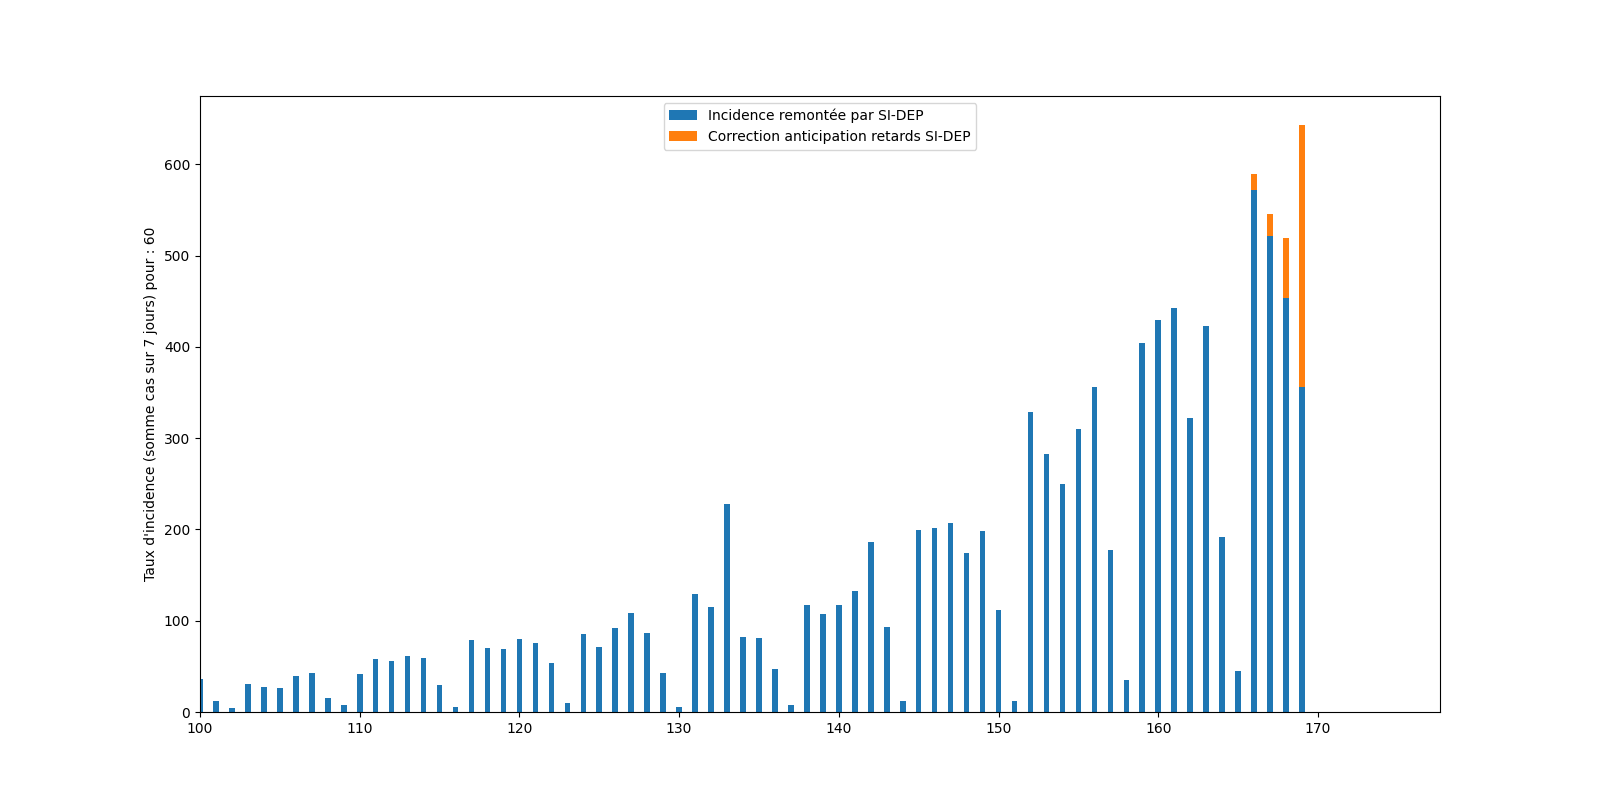 Incidence remontée par SI-DEP
Correction anticipation retards SI-DEP
Taux d'incidence (somme cas sur 7 jours) pour : 60
600
500
400
300
200
100
0
100 110 120 130 140 150 160 170